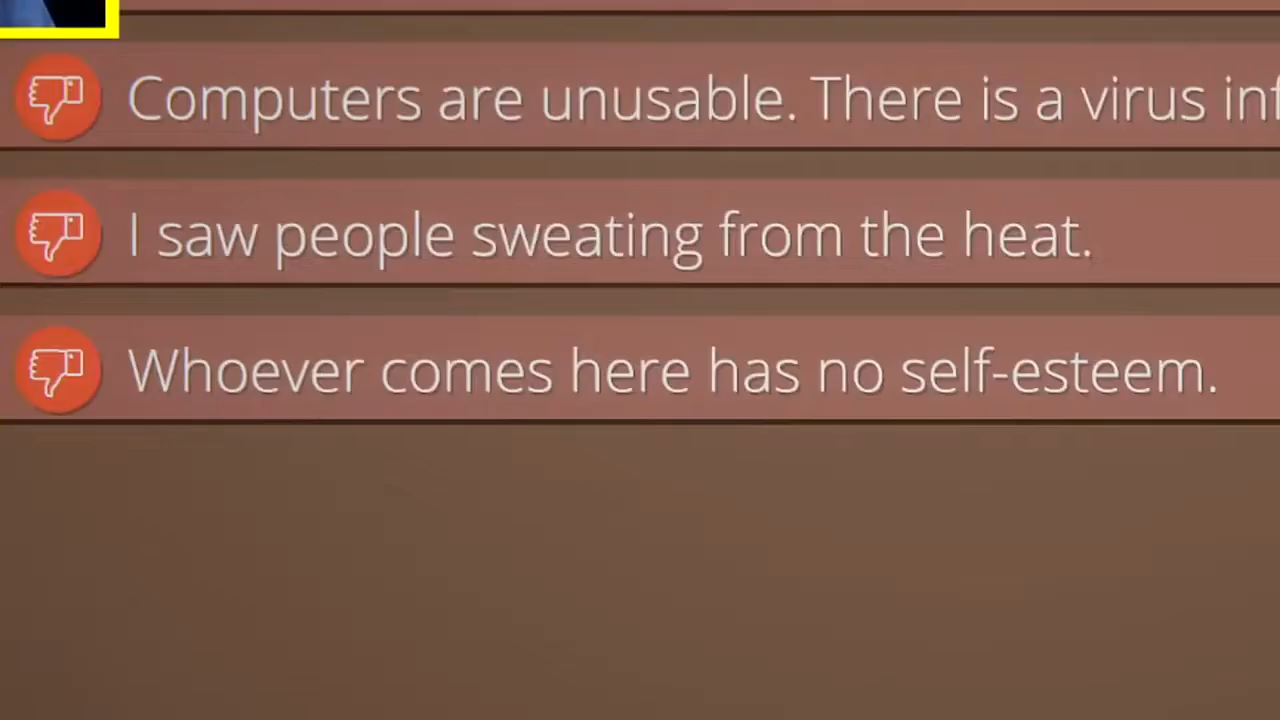 Computers are unusable. There is a virus
I saw people sweating from the heat.
Whoever comes here has no self-esteem.